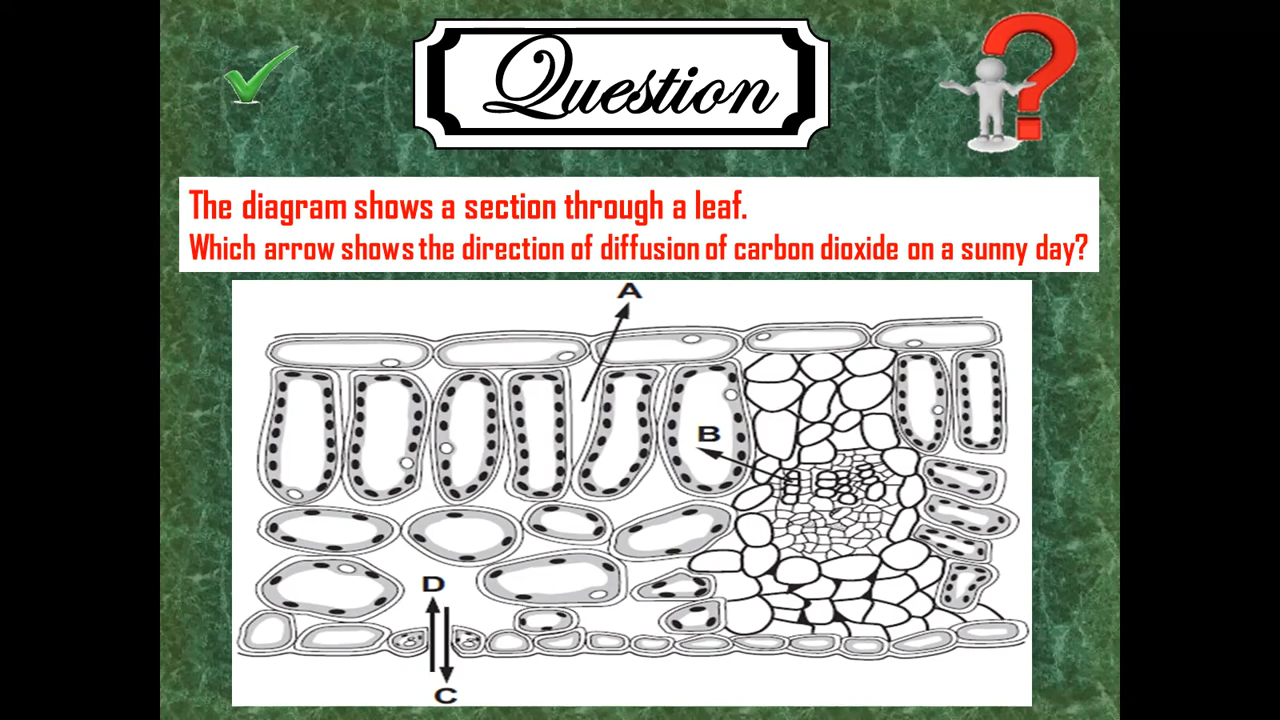 Question
The diagram shows a section through a leaf.
Which arrow shows the direction of diffusion of carbon dioxide on a sunny day?
A
B
D
C